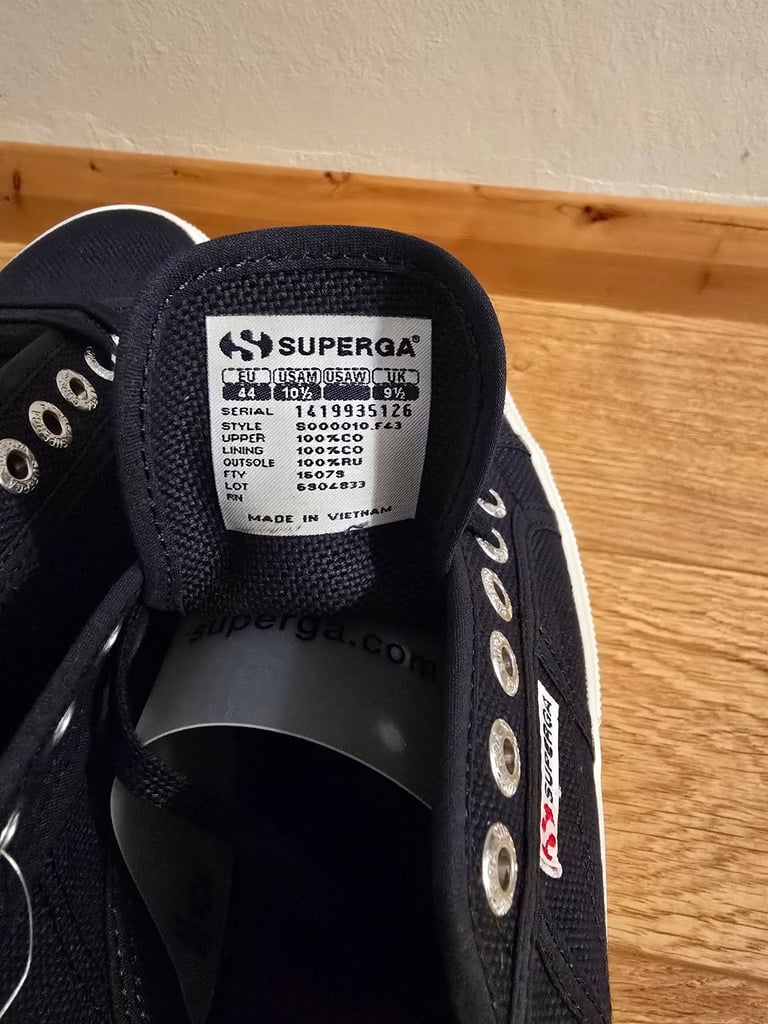 SUPERGA®
EU USAM USAW UK
44 10½ 9½
SERIAL 1419935126
STYLE S000010.F43
UPPER 100%CO
LINING 100%CO
OUTSOLE 100%RU
FTY 1507S
LOT 6904833
RN
MADE IN VIETNAM
superga.com
SUPERGA